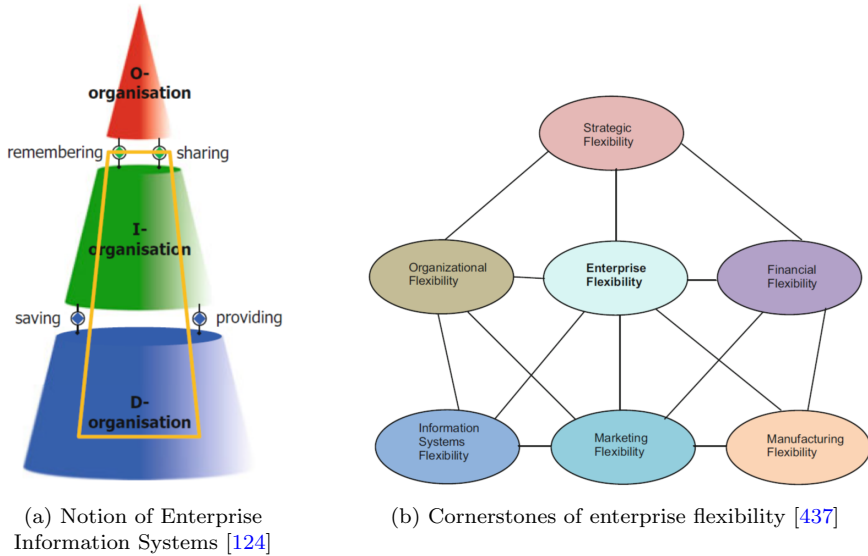 O-
organisation
remembering
sharing
I-
organisation
saving
providing
D-
organisation
(a) Notion of Enterprise
Information Systems [124]
Strategic
Flexibility
Organizational
Flexibility
Enterprise
Flexibility
Financial
Flexibility
Information
Systems
Flexibility
Marketing
Flexibility
Manufacturing
Flexibility
(b) Cornerstones of enterprise flexibility [437]